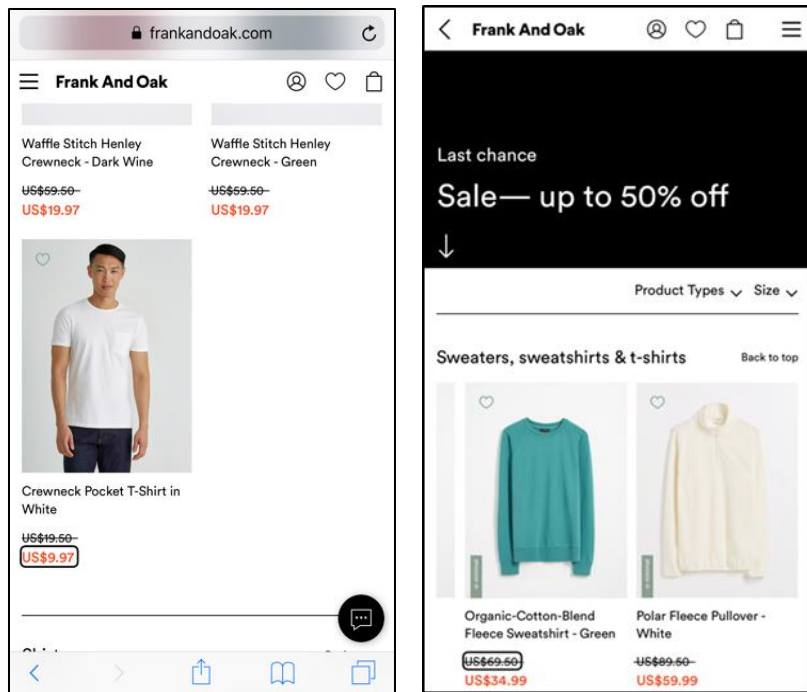 frankandoak.com
Frank And Oak
Waffle Stitch Henley
Crewneck - Dark Wine
US$59.50
US$19.97
Waffle Stitch Henley
Crewneck - Green
US$59.50
US$19.97
Crewneck Pocket T-Shirt in
White
US$19.50
US$9.97
Frank And Oak
Last chance
Sale— up to 50% off
Product Types
Size
Sweaters, sweatshirts & t-shirts
Back to top
Organic-Cotton-Blend
Fleece Sweatshirt - Green
US$69.50
US$34.99
Polar Fleece Pullover -
White
US$89.50
US$59.99